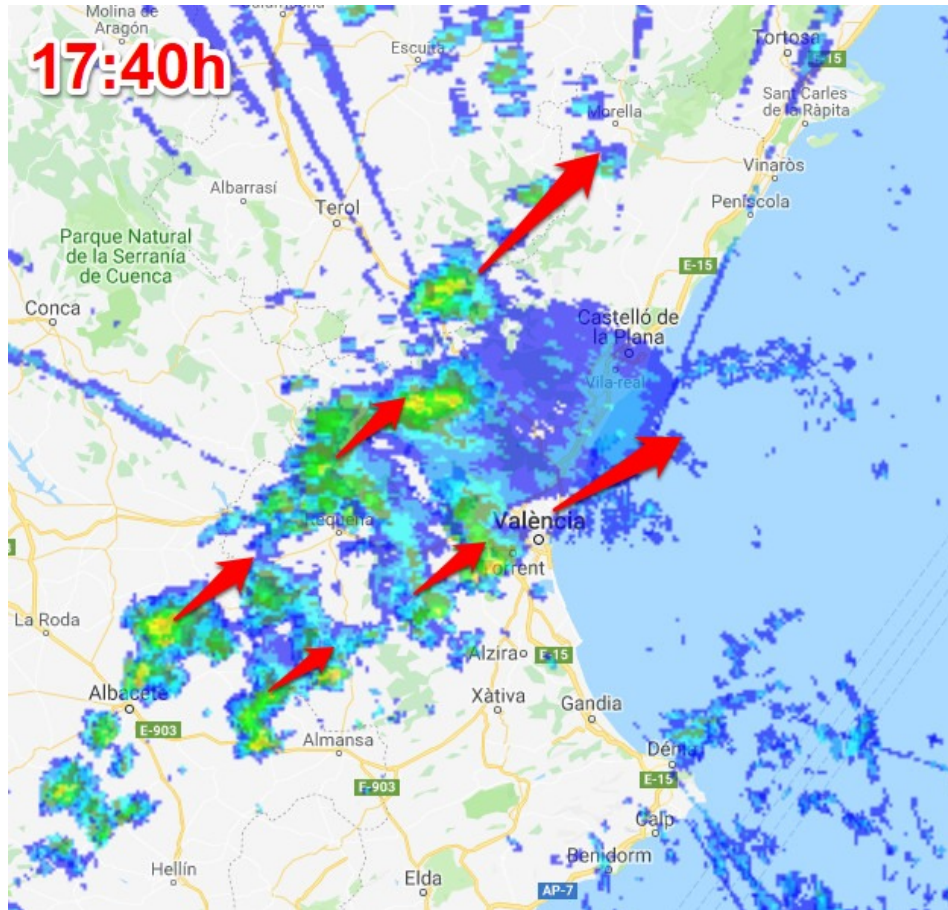 Molina de
Aragón
17:40h
Escuita
Tortosa
E-15
Sant Carles
de la Ràpita
Morella
Vinaròs
Albarrasí
Peníscola
Terol
Parque Natural
de la Serranía
de Cuenca
E-15
Conca
Castelló de
la Plana
Vila-real
Requena
València
Torrent
La Roda
Alzira
E-15
Xàtiva
Gandia
Albacete
E-903
Almansa
Dénia
E-15
E-903
Calp
Benidorm
Hellín
Elda
AP-7